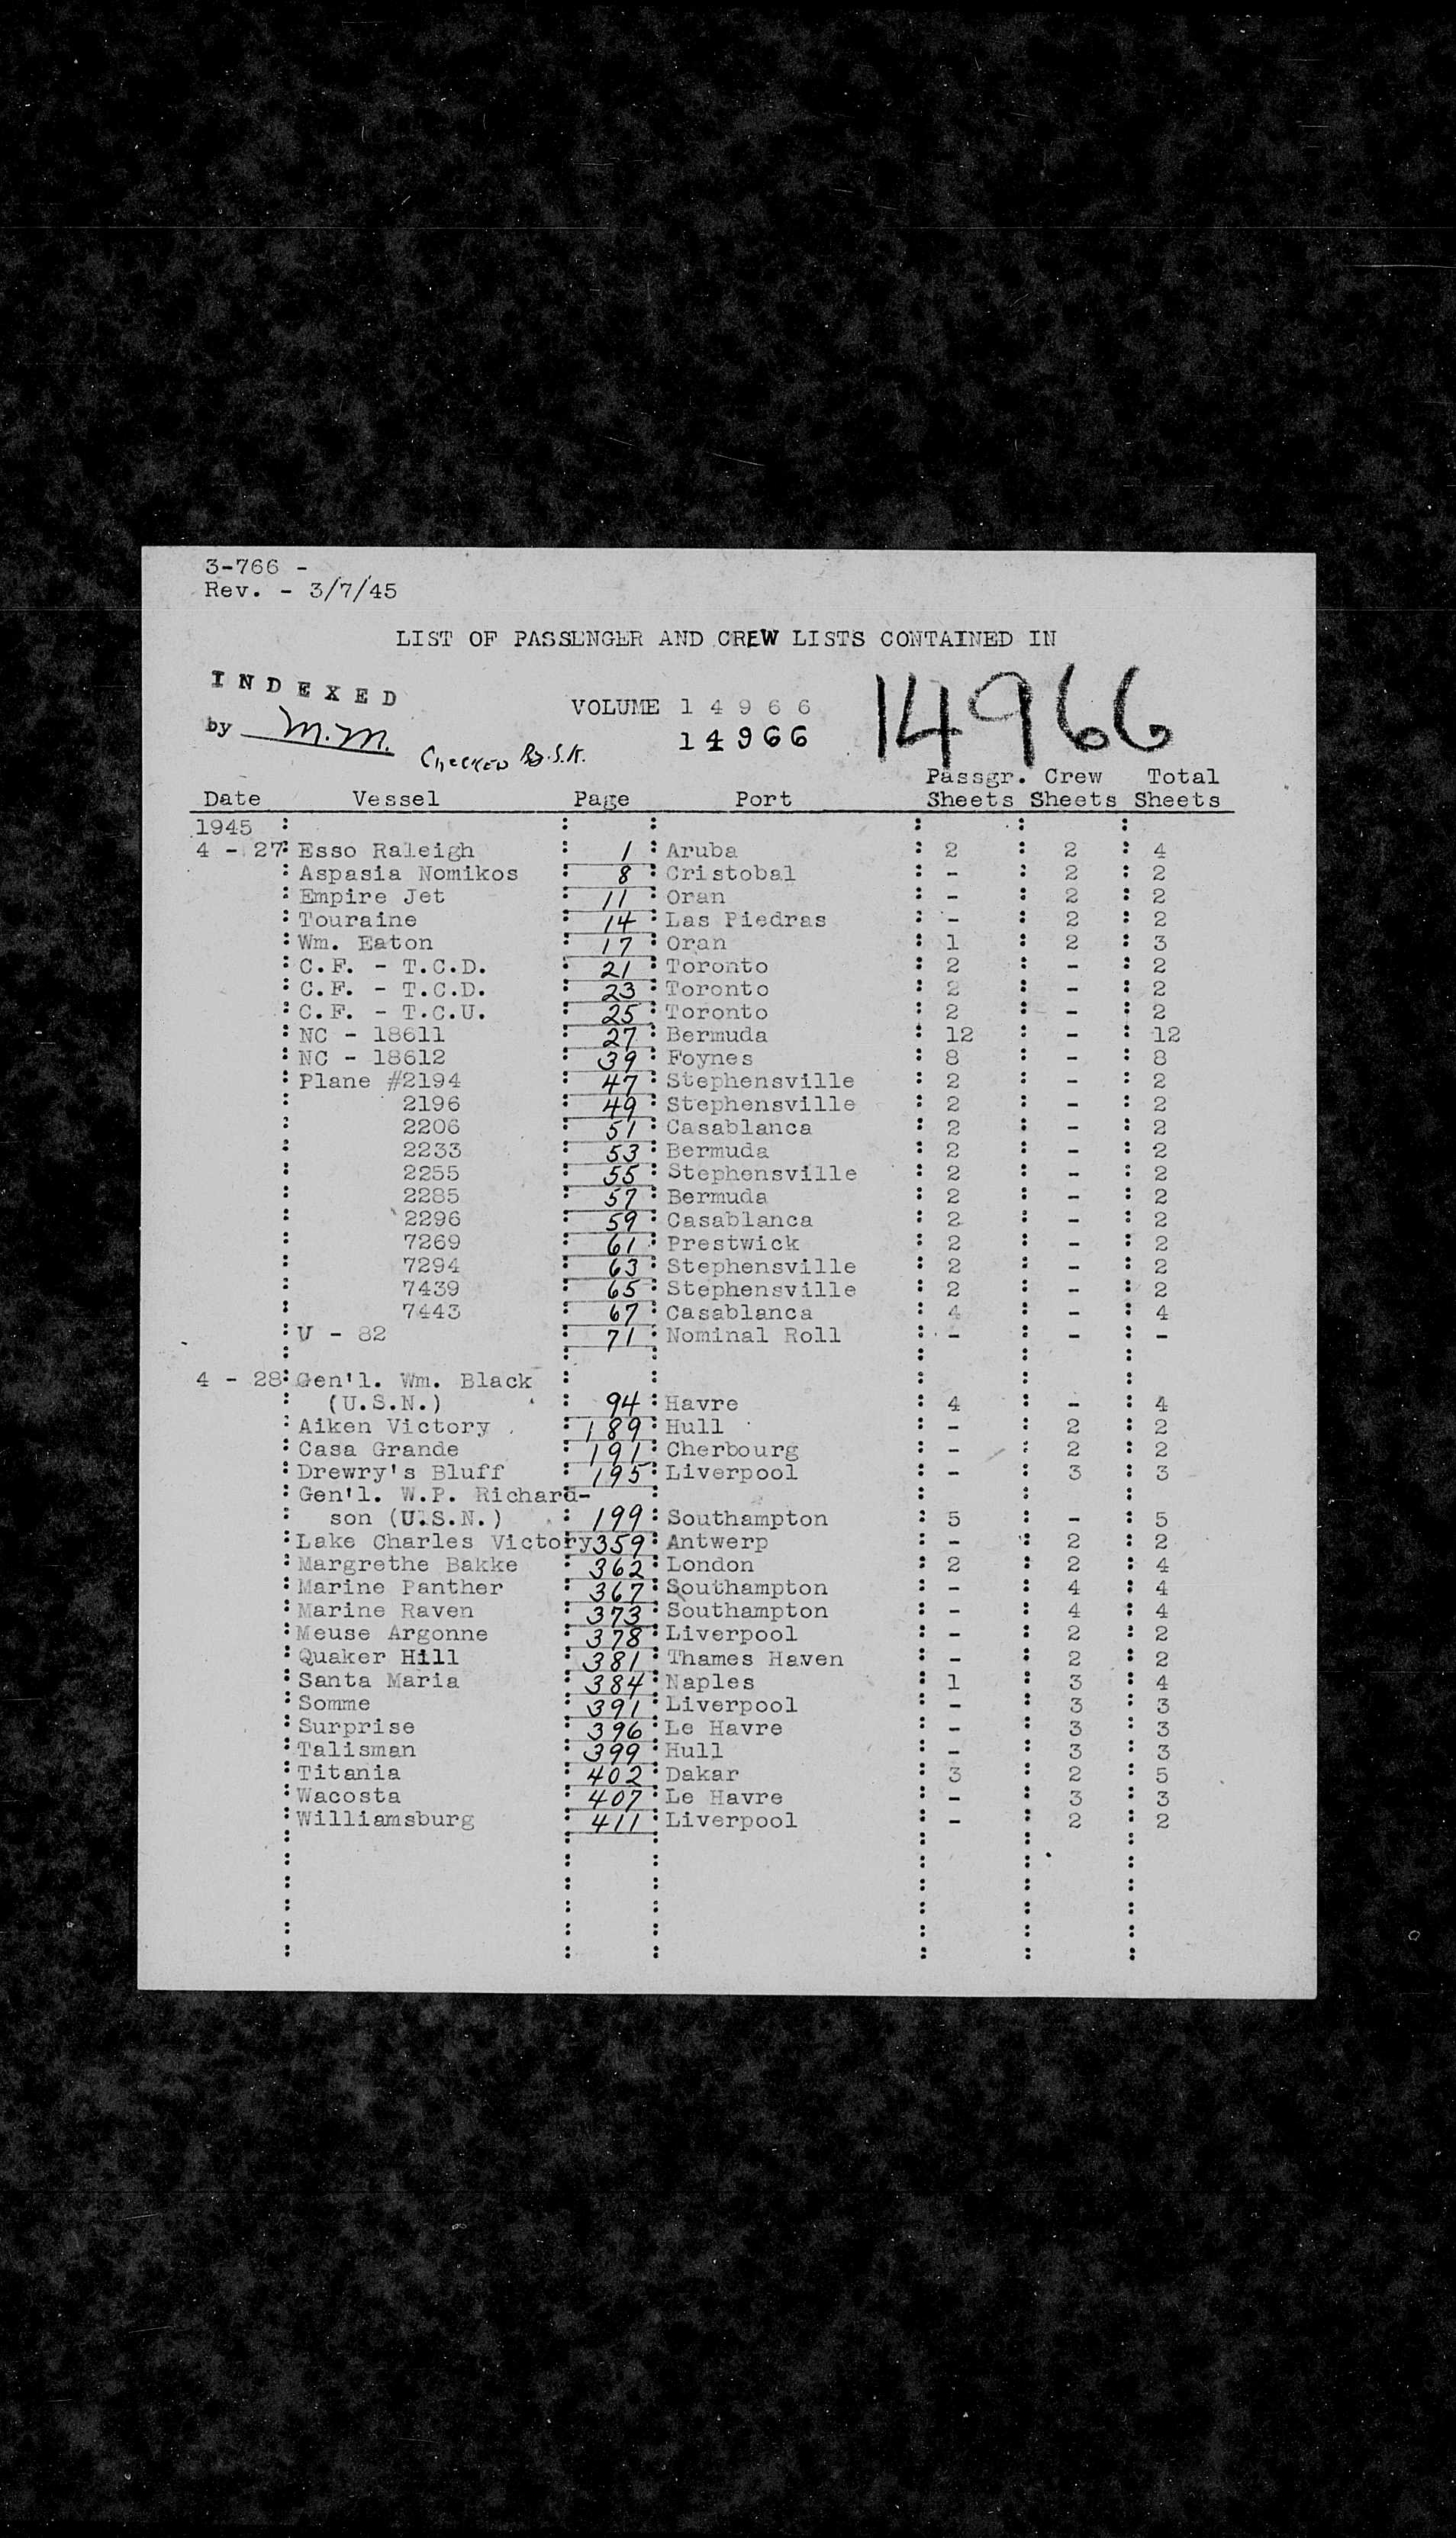 3-766 -
Rev. - 3/7/45
LIST OF PASSENGER AND CREW LISTS CONTAINED IN
INDEXED
by M.M.
Checked By. S.K.
VOLUME 1 4 9 6 6
14966
14966
Passgr. Crew Total
Date Vessel Page Port Sheets Sheets Sheets
1945
4 - 27 Esso Raleigh 1 Aruba 2 2 4
Aspasia Nomikos 8 Cristobal - 2 2
Empire Jet 11 Oran - 2 2
Touraine 14 Las Piedras - 2 2
Wm. Eaton 17 Oran 1 2 3
C.F. - T.C.D. 21 Toronto 2 - 2
C.F. - T.C.D. 23 Toronto 2 - 2
C.F. - T.C.U. 25 Toronto 2 - 2
NC - 18611 27 Bermuda 12 - 12
NC - 18612 39 Foynes 8 - 8
Plane #2194 47 Stephensville 2 - 2
2196 49 Stephensville 2 - 2
2206 51 Casablanca 2 - 2
2233 53 Bermuda 2 - 2
2255 55 Stephensville 2 - 2
2285 57 Bermuda 2 - 2
2296 59 Casablanca 2 - 2
7269 61 Prestwick 2 - 2
7294 63 Stephensville 2 - 2
7439 65 Stephensville 2 - 2
7443 67 Casablanca 4 - 4
U - 82 71 Nominal Roll - - -
4 - 28 Gen'l. Wm. Black
(U.S.N.) 94 Havre 4 - 4
Aiken Victory 189 Hull - 2 2
Casa Grande 191 Cherbourg - 2 2
Drewry's Bluff 195 Liverpool - 3 3
Gen'l. W.P. Richard-
son (U.S.N.) 199 Southampton 5 - 5
Lake Charles Victory 359 Antwerp - 2 2
Margrethe Bakke 362 London 2 2 4
Marine Panther 367 Southampton - 4 4
Marine Raven 373 Southampton - 4 4
Meuse Argonne 378 Liverpool - 2 2
Quaker Hill 381 Thames Haven - 2 2
Santa Maria 384 Naples 1 3 4
Somme 391 Liverpool - 3 3
Surprise 396 Le Havre - 3 3
Talisman 399 Hull - 3 3
Titania 402 Dakar 3 2 5
Wacosta 407 Le Havre - 3 3
Williamsburg 411 Liverpool - 2 2